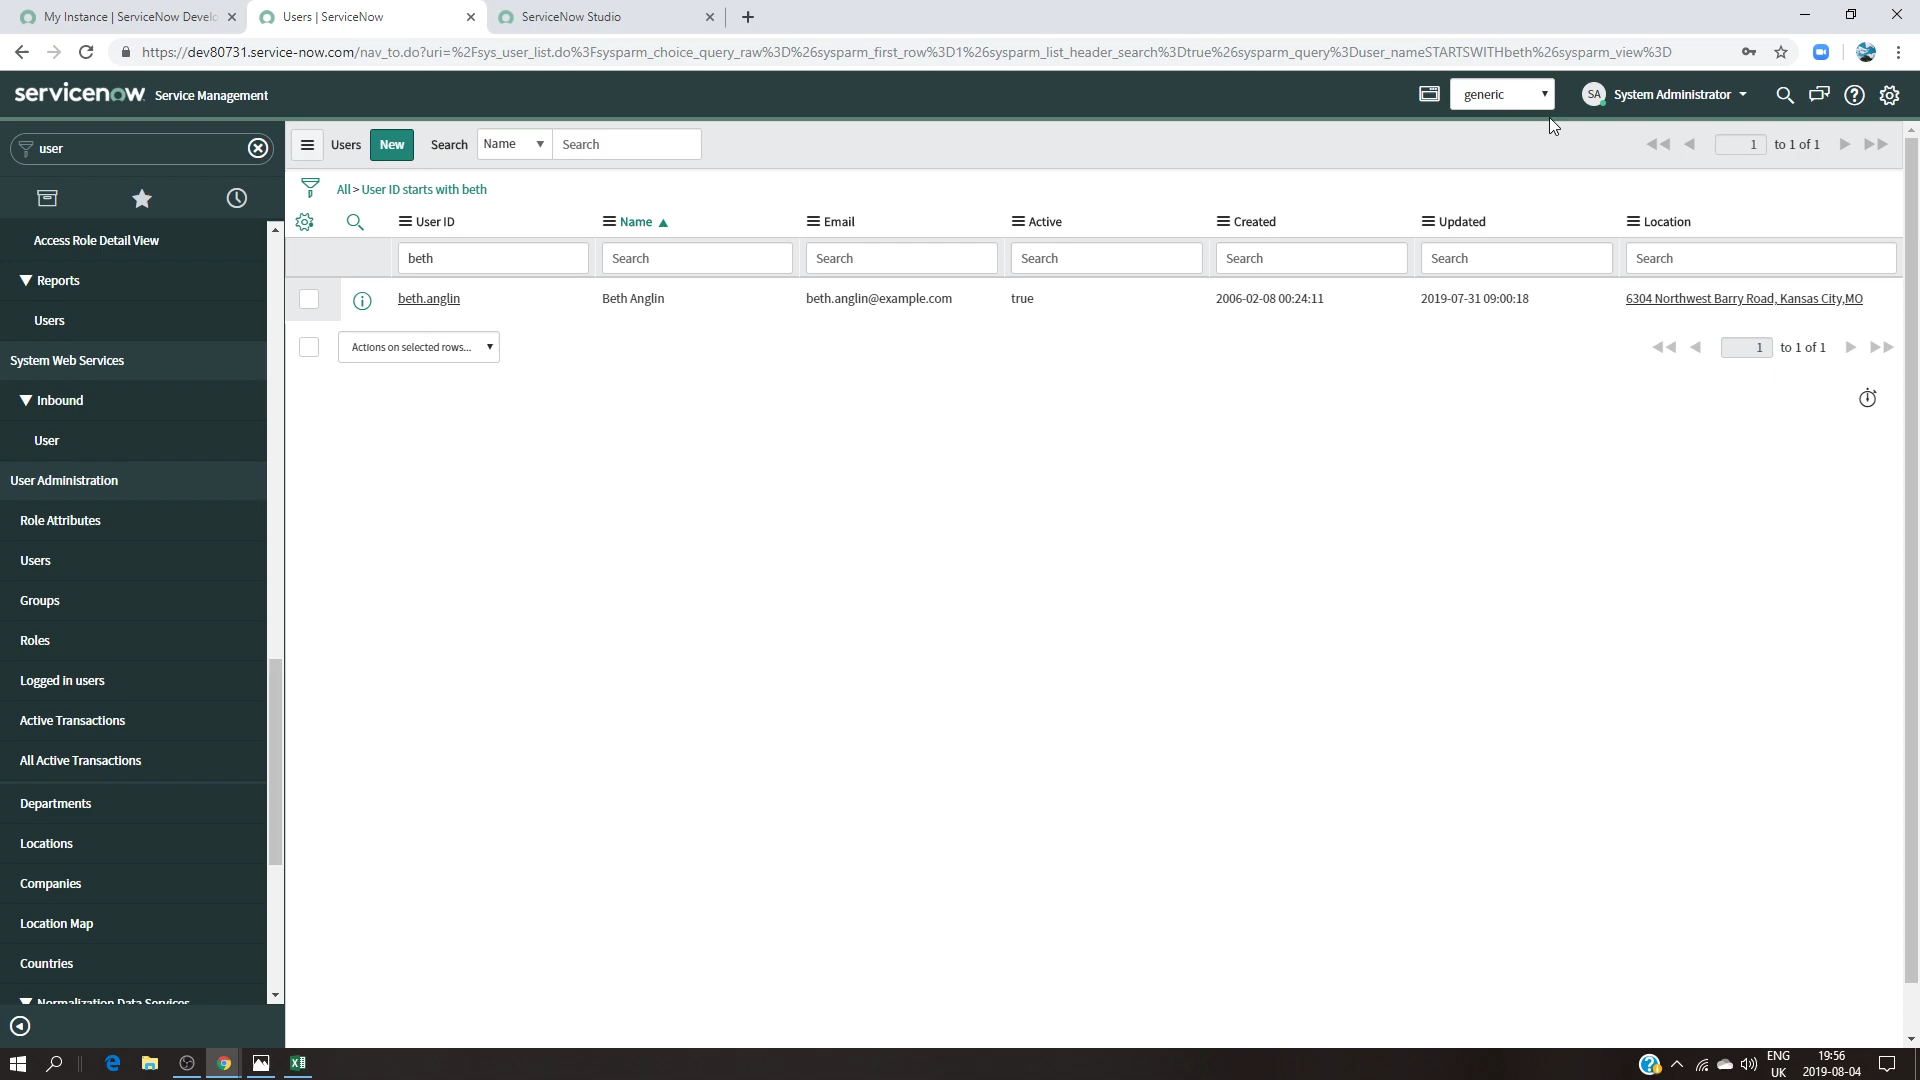 My Instance | ServiceNow Develo
Users | ServiceNow
ServiceNow Studio
https://dev80731.service-now.com/nav_to.do?uri=%2Fsys_user_list.do%3Fsysparm_choice_query_raw%3D%26sysparm_first_row%3D1%26sysparm_list_header_search%3Dtrue%26sysparm_query%3Duser_nameSTARTSWITHbeth%26sysparm_view%3D
servicenow Service Management
generic
SA System Administrator
user
Users New Search Name Search
1 to 1 of 1
All > User ID starts with beth
User ID Name Email Active Created Updated Location
beth Search Search Search Search Search Search
beth.anglin Beth Anglin beth.anglin@example.com true 2006-02-08 00:24:11 2019-07-31 09:00:18 6304 Northwest Barry Road, Kansas City,MO
Actions on selected rows... 1 to 1 of 1
Access Role Detail View
Reports
Users
System Web Services
Inbound
User
User Administration
Role Attributes
Users
Groups
Roles
Logged in users
Active Transactions
All Active Transactions
Departments
Locations
Companies
Location Map
Countries
Normalization Data Services
ENG
UK
19:56
2019-08-04